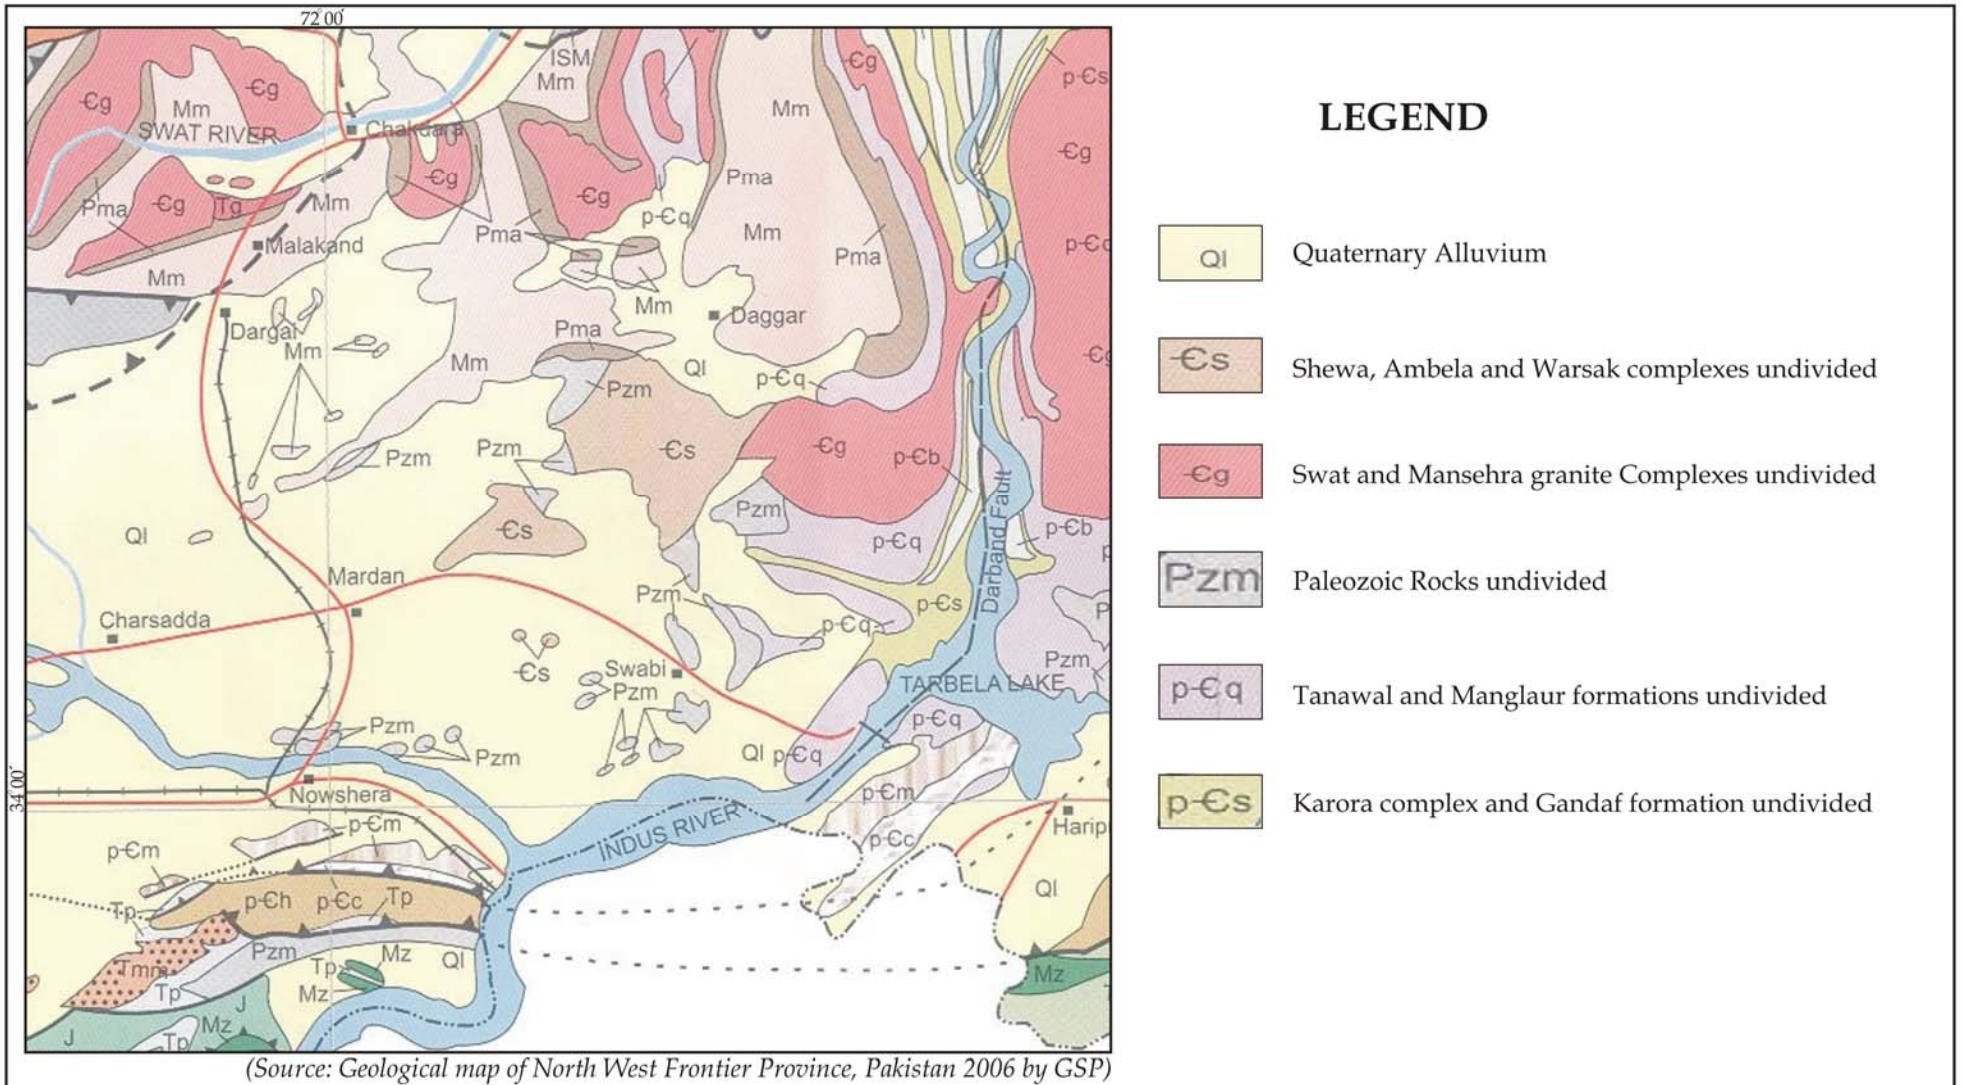 72°00'
ISM
Mm
Є g
p-Єs
Єg
Єg
Mm
Mm
SWAT RIVER
Chakdara
Єg
Єg
Pma
Єg
Єg
Pma
Єg
Tg
Mm
p-Єq
Mm
Pma
Malakand
Pma
Mm
Mm
Dargai
Mm
Daggar
Pma
Mm
Mm
Ql
p-Єq
Pzm
Єg
Pzm
Pzm
Єs
Єg
p-Єb
Pzm
Ql
Єs
p-Єq
p-Єb
Darband Fault
Mardan
Pzm
p-Єs
Charsadda
p-Єq
Єs
Swabi
Pzm
Pzm
TARBELA LAKE
Pzm
p-Єq
Pzm
Ql
p-Єq
34°00'
Nowshera
p-Єm
INDUS RIVER
Harip
p-Єm
p-Єm
p-Єc
Ql
p-Єh
p-Єc
Tp
Tp
Pzm
Mz
Ql
Tmm
Tp
Mz
Tp
Mz
J
Mz
J
Tp
LEGEND
Ql Quaternary Alluvium
Єs Shewa, Ambela and Warsak complexes undivided
Єg Swat and Mansehra granite Complexes undivided
Pzm Paleozoic Rocks undivided
p-Єq Tanawal and Manglaur formations undivided
p-Єs Karora complex and Gandaf formation undivided
(Source: Geological map of North West Frontier Province, Pakistan 2006 by GSP)